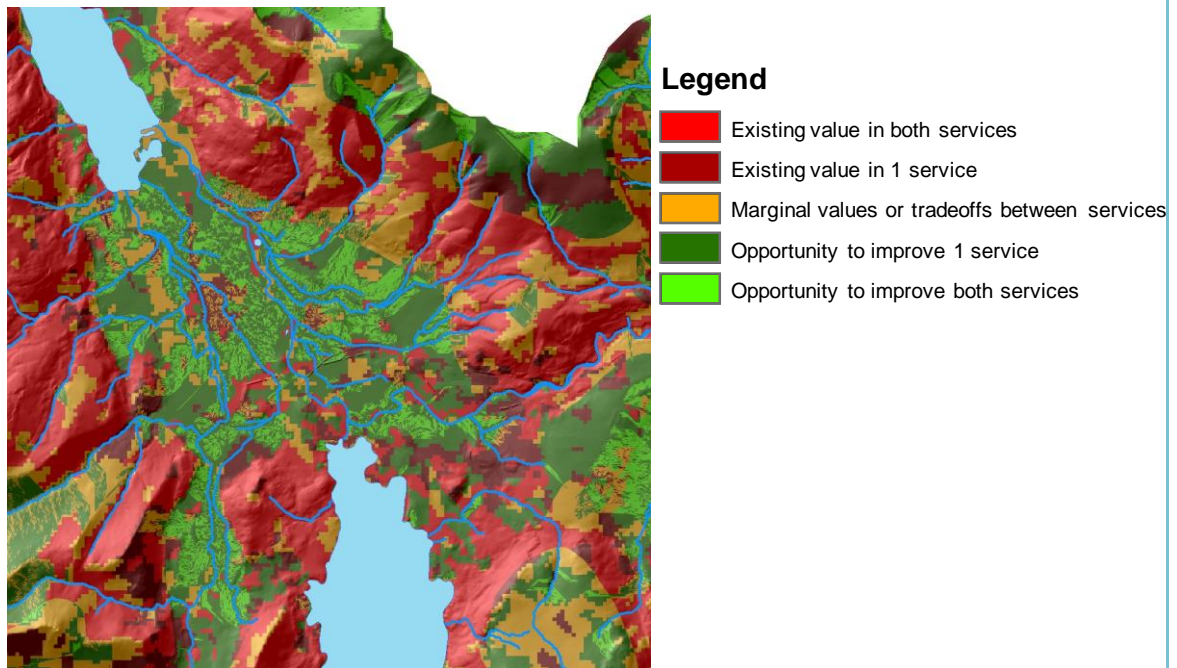 Legend
Existing value in both services
Existing value in 1 service
Marginal values or tradeoffs between services
Opportunity to improve 1 service
Opportunity to improve both services